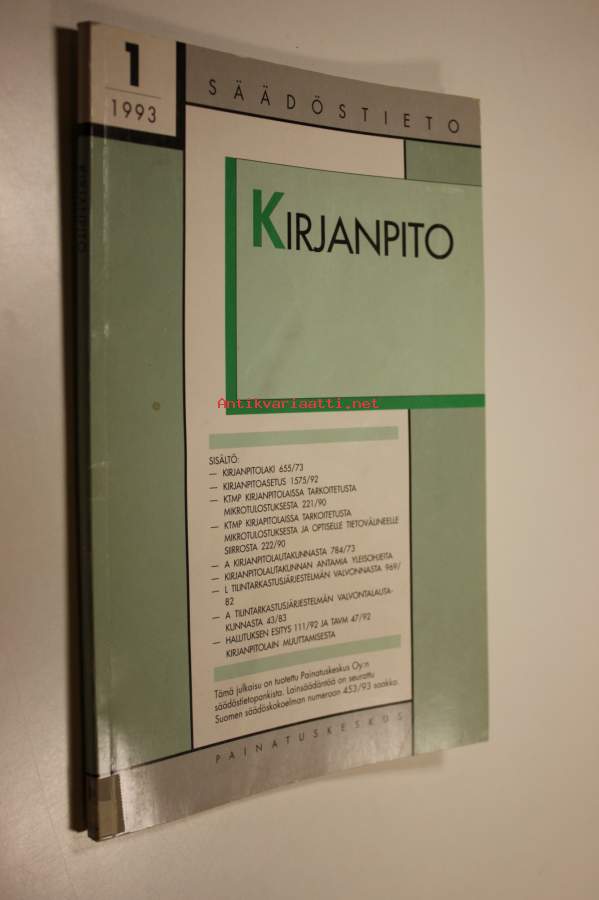 1
1993
SÄÄDÖSTIETO
KIRJANPITO
Antikvariaatti.net
SISÄLTÖ:
— KIRJANPITOLAKI 655/73
— KIRJANPITOASETUS 1575/92
— KTMP KIRJANPITOLAISSA TARKOITETUSTA
MIKROTULOSTUKSESTA 221/90
— KTMP KIRJAPITOLAISSA TARKOITETUSTA
MIKROTULOSTUKSESTA JA OPTISELLE TIETOVÄLINEELLE
SIIRROSTA 222/90
— A KIRJANPITOLAUTAKUNNASTA 784/73
— KIRJANPITOLAUTAKUNNAN ANTAMIA YLEISOHJEITA
— L TILINTARKASTUSJÄRJESTELMÄN VALVONNASTA 969/
82
— A TILINTARKASTUSJÄRJESTELMÄN VALVONTALAUTA-
KUNNASTA 43/83
— HALLITUKSEN ESITYS 111/92 JA TAVM 47/92
KIRJANPITOLAIN MUUTTAMISESTA
Tämä julkaisu on tuotettu Painatuskeskus Oy:n
säädöstietopankista. Lainsäädäntöä on seurattu
Suomen säädöskokoelman numeroon 453/93 saakka.
PAINATUSKESKUS